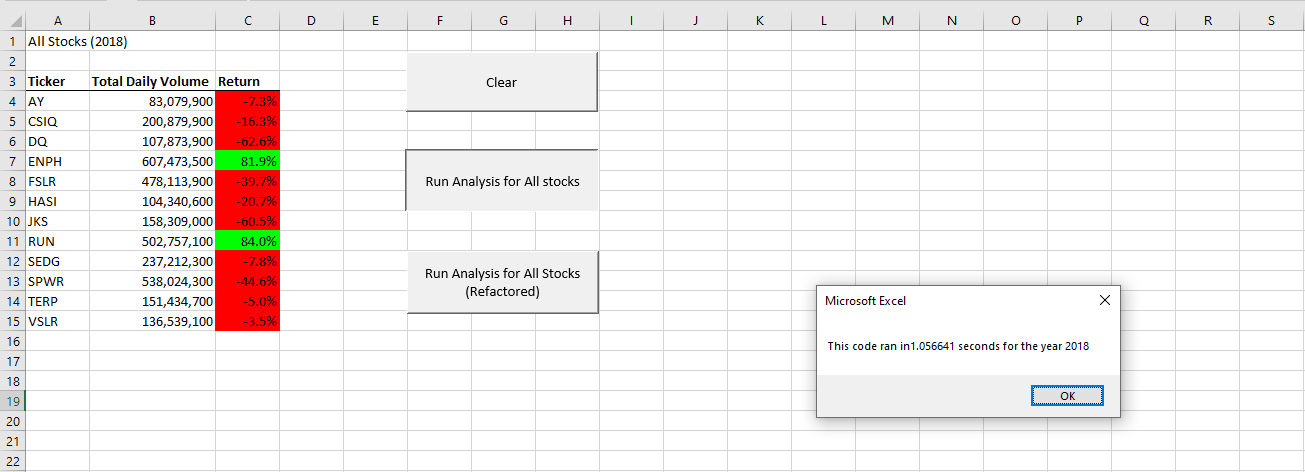 A B C D E F G H I J K L M N O P Q R S
1 All Stocks (2018)
2
3 Ticker Total Daily Volume Return
Clear
4 AY 83,079,900 -7.3%
5 CSIQ 200,879,900 -16.3%
6 DQ 107,873,900 -62.6%
7 ENPH 607,473,500 81.9%
8 FSLR 478,113,900 -39.7%
Run Analysis for All stocks
9 HASI 104,340,600 -20.7%
10 JKS 158,309,000 -60.5%
11 RUN 502,757,100 84.0%
12 SEDG 237,212,300 -7.8%
13 SPWR 538,024,300 -44.6%
Run Analysis for All Stocks
(Refactored)
14 TERP 151,434,700 -5.0%
15 VSLR 136,539,100 -3.5%
16
17
18
19
20
21
22
Microsoft Excel
This code ran in1.056641 seconds for the year 2018
OK